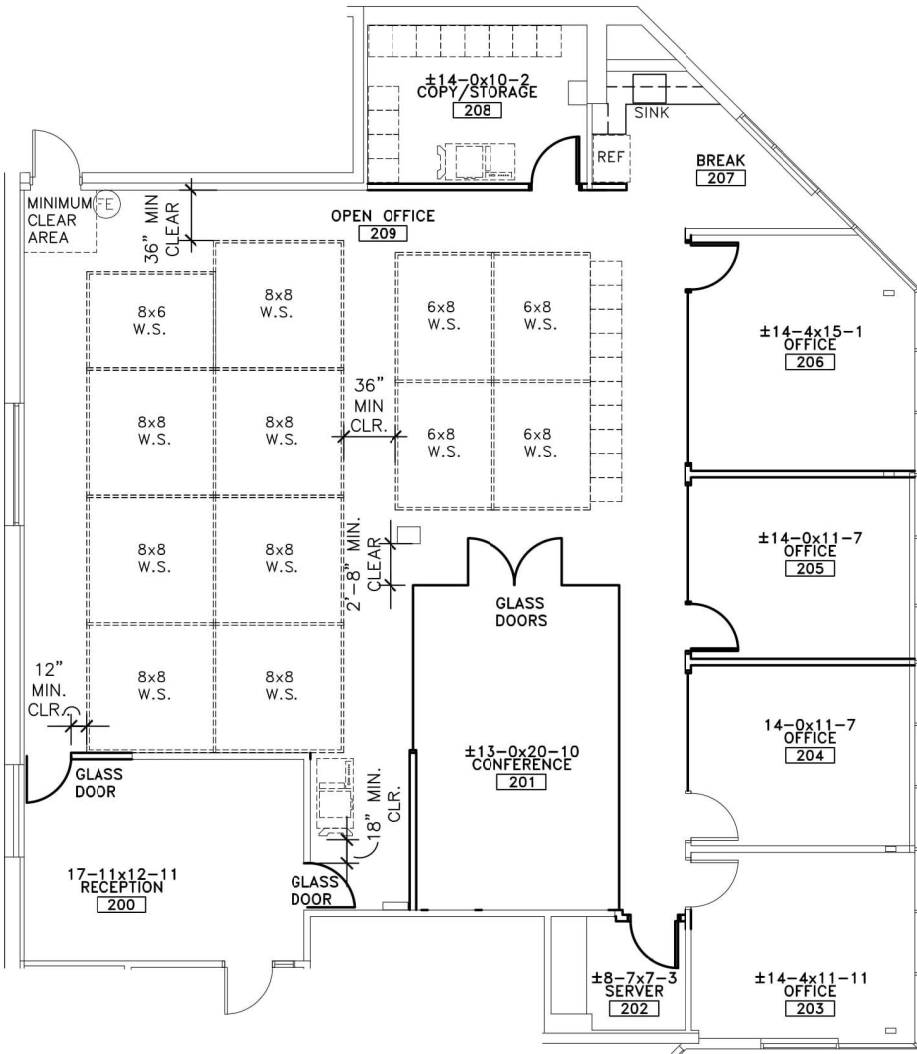 ±14-0x10-2
COPY/STORAGE
208
SINK
REF
BREAK
207
MINIMUM
CLEAR
AREA
FE
36" MIN
CLEAR
OPEN OFFICE
209
8x6
W.S.
8x8
W.S.
6x8
W.S.
6x8
W.S.
±14-4x15-1
OFFICE
206
36"
MIN
CLR.
8x8
W.S.
8x8
W.S.
6x8
W.S.
6x8
W.S.
8x8
W.S.
8x8
W.S.
2'-8" MIN.
CLEAR
±14-0x11-7
OFFICE
205
GLASS
DOORS
12"
MIN.
CLR.
8x8
W.S.
8x8
W.S.
14-0x11-7
OFFICE
204
±13-0x20-10
CONFERENCE
201
GLASS
DOOR
18" MIN.
CLR.
17-11x12-11
RECEPTION
200
GLASS
DOOR
±8-7x7-3
SERVER
202
±14-4x11-11
OFFICE
203